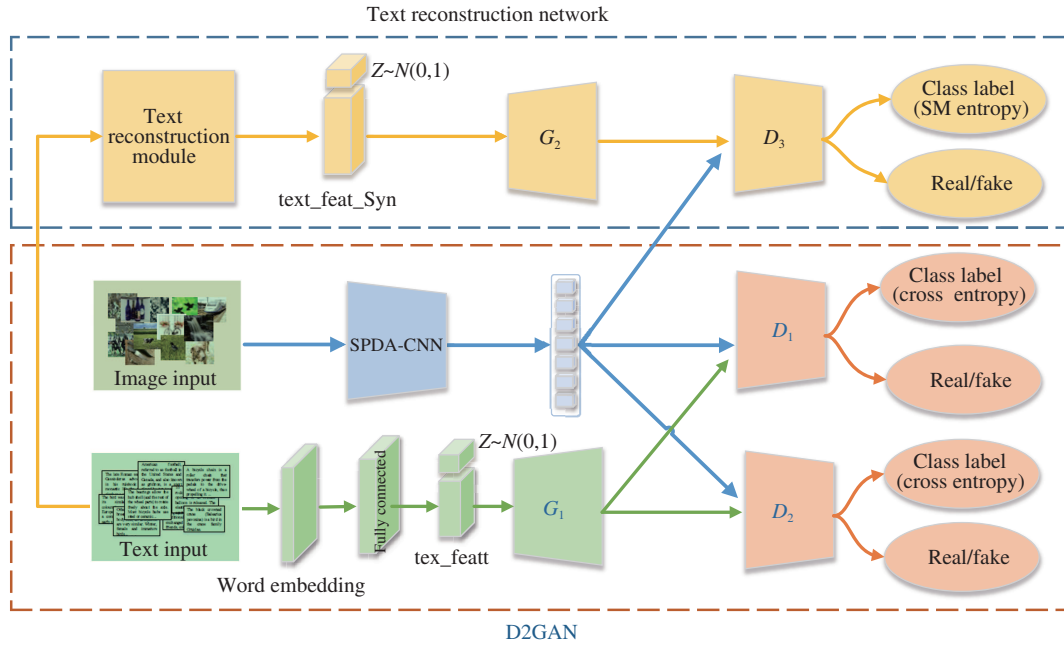 Text reconstruction network
Text
reconstruction
module
Z~N(0,1)
text_feat_Syn
G2
D3
Class label
(SM entropy)
Real/fake
Image input
SPDA-CNN
D1
Class label
(cross entropy)
Real/fake
Text input
Word embedding
Fully connected
Z~N(0,1)
tex_featt
G1
D2
Class label
(cross entropy)
Real/fake
D2GAN